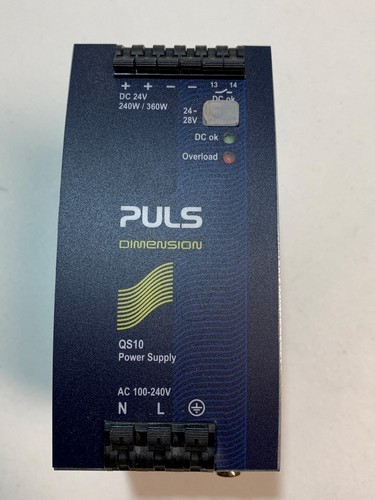 + + – – 13 14
DC 24V
240W / 360W
DC ok
24–
28V
DC ok
Overload
PULS
DIMENSION
QS10
Power Supply
AC 100-240V
N L